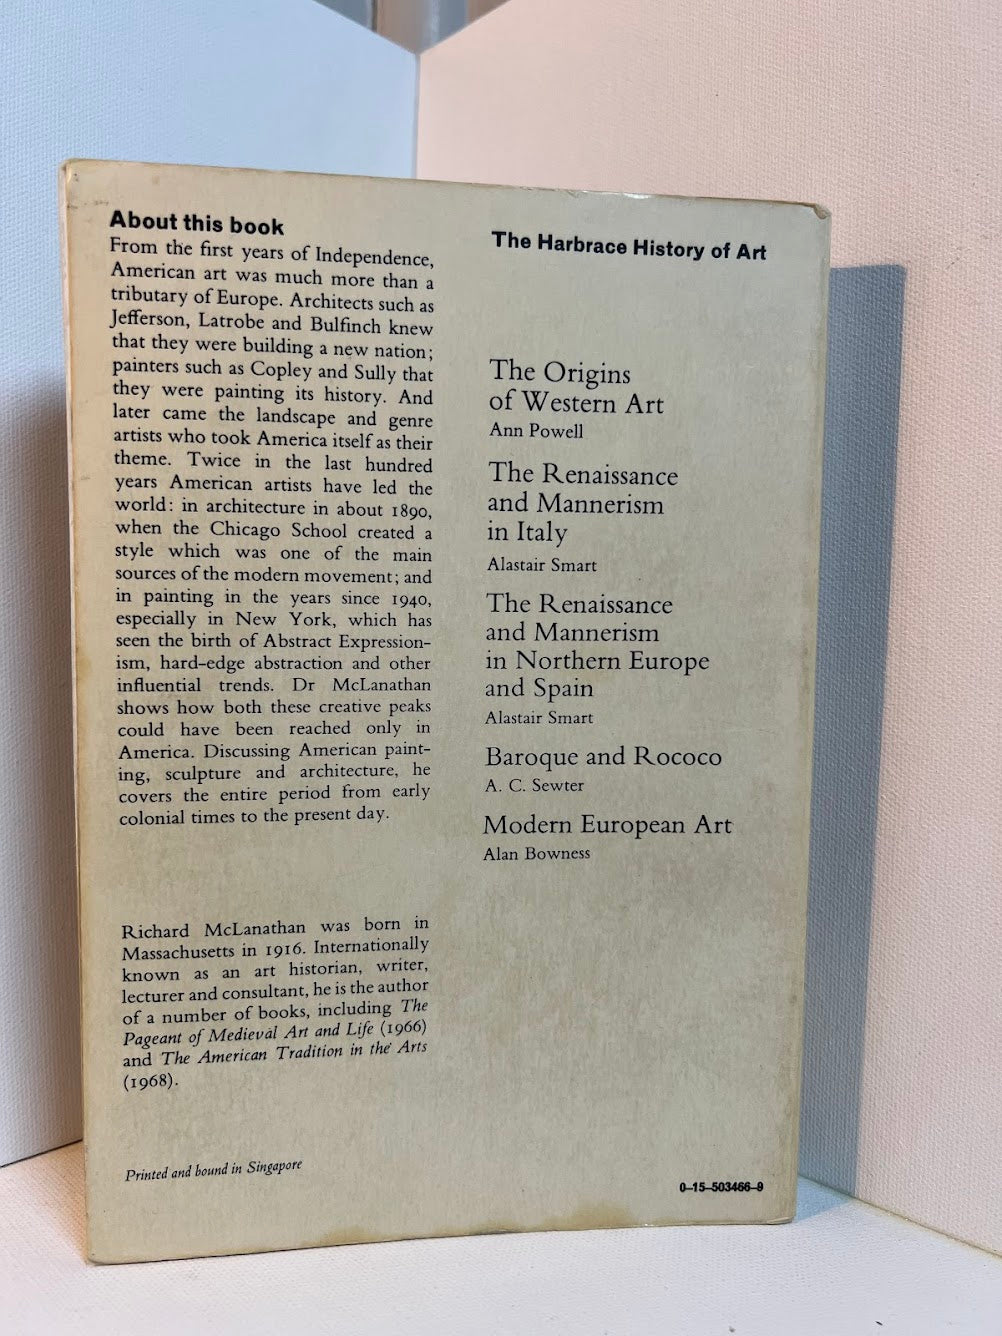 About this book
From the first years of Independence,
American art was much more than a
tributary of Europe. Architects such as
Jefferson, Latrobe and Bulfinch knew
that they were building a new nation;
painters such as Copley and Sully that
they were painting its history. And
later came the landscape and genre
artists who took America itself as their
theme. Twice in the last hundred
years American artists have led the
world: in architecture in about 1890,
when the Chicago School created a
style which was one of the main
sources of the modern movement; and
in painting in the years since 1940,
especially in New York, which has
seen the birth of Abstract Expression-
ism, hard-edge abstraction and other
influential trends. Dr McLanathan
shows how both these creative peaks
could have been reached only in
America. Discussing American paint-
ing, sculpture and architecture, he
covers the entire period from early
colonial times to the present day.
Richard McLanathan was born in
Massachusetts in 1916. Internationally
known as an art historian, writer,
lecturer and consultant, he is the author
of a number of books, including The
Pageant of Medieval Art and Life (1966)
and The American Tradition in the Arts
(1968).
Printed and bound in Singapore
The Harbrace History of Art
The Origins
of Western Art
Ann Powell
The Renaissance
and Mannerism
in Italy
Alastair Smart
The Renaissance
and Mannerism
in Northern Europe
and Spain
Alastair Smart
Baroque and Rococo
A. C. Sewter
Modern European Art
Alan Bowness
0-15-503466-9